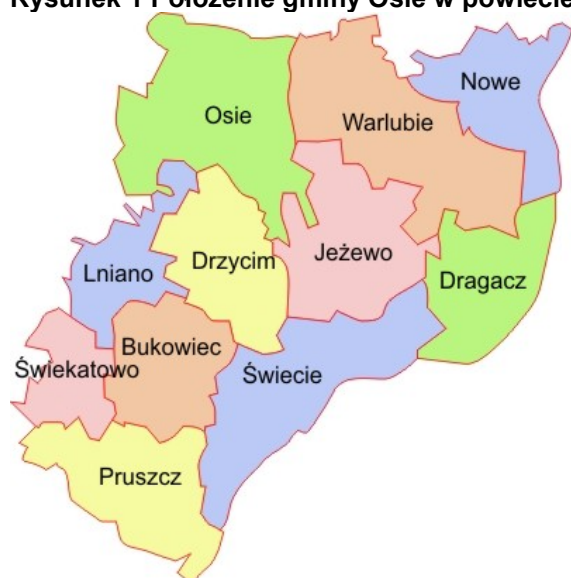 Rysunek 1 Położenie gminy Osie w powiecie
Nowe
Osie
Warlubie
Jeżewo
Drzycim
Lniano
Dragacz
Bukowiec
Świekatowo
Świecie
Pruszcz